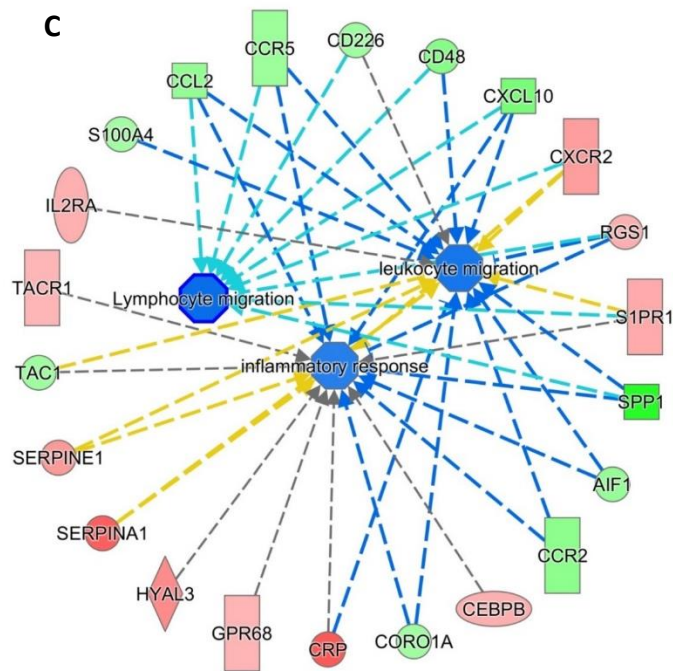 C
CD226
CCR5
CD48
CCL2
CXCL10
S100A4
CXCR2
IL2RA
RGS1
leukocyte migration
TACR1
Lymphocyte migration
S1PR1
inflammatory response
TAC1
SPP1
SERPINE1
AIF1
SERPINA1
CCR2
HYAL3
CEBPB
GPR68
CRP
CORO1A